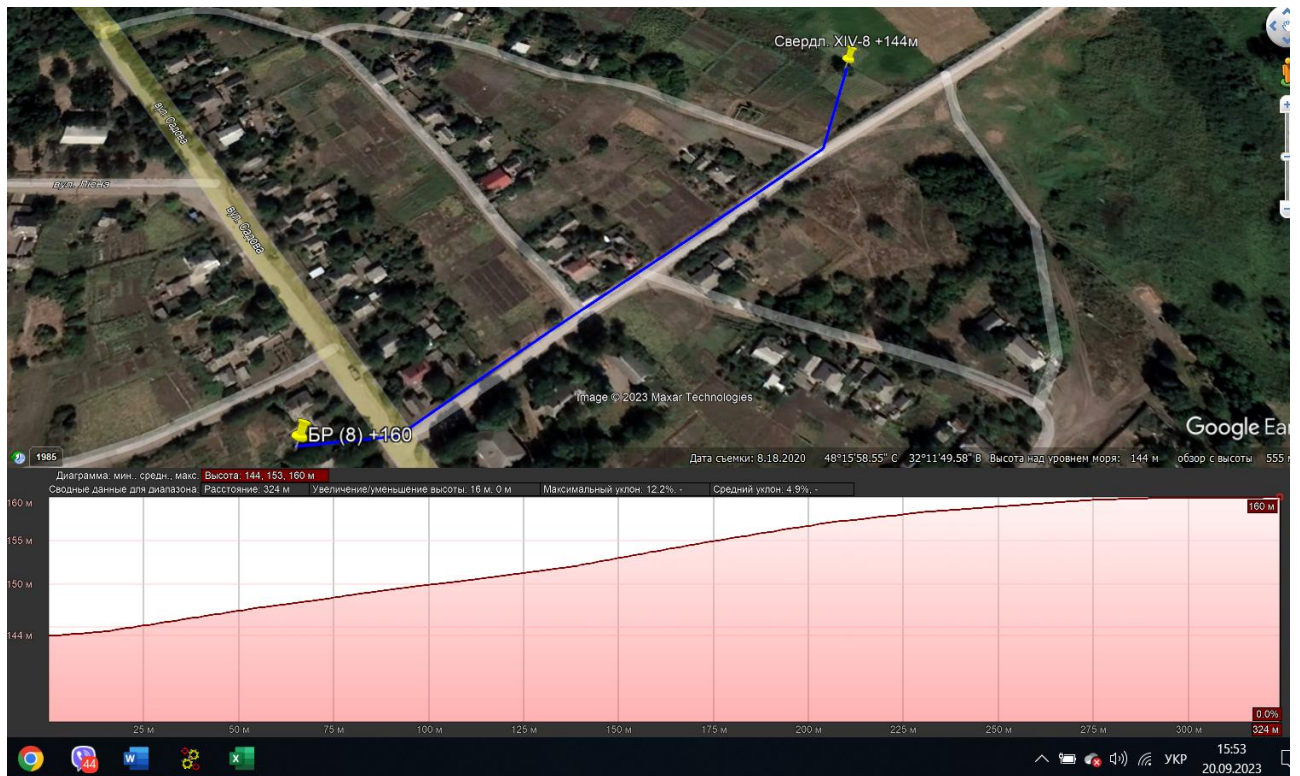 Свердл. XIV-8 +144м
вул. Садова
вул. Лісна
вул. Садова
БР (8) +160
Image © 2023 Maxar Technologies
Google Ear
1985
Дата съемки: 8.18.2020 48°15'58.55" С 32°11'49.58" В Высота над уровнем моря: 144 м обзор с высоты 555 м
Диаграмма: мин., средн., макс. Высота: 144, 153, 160 м
Сводные данные для диапазона. Расстояние: 324 м Увеличение/уменьшение высоты: 16 м, 0 м Максимальный уклон: 12.2%, - Средний уклон: 4.9%, -
160 м
160 м
155 м
150 м
144 м
0.0%
25 м 50 м 75 м 100 м 125 м 150 м 175 м 200 м 225 м 250 м 275 м 300 м 324 м
44
W
X
УКР
15:53
20.09.2023